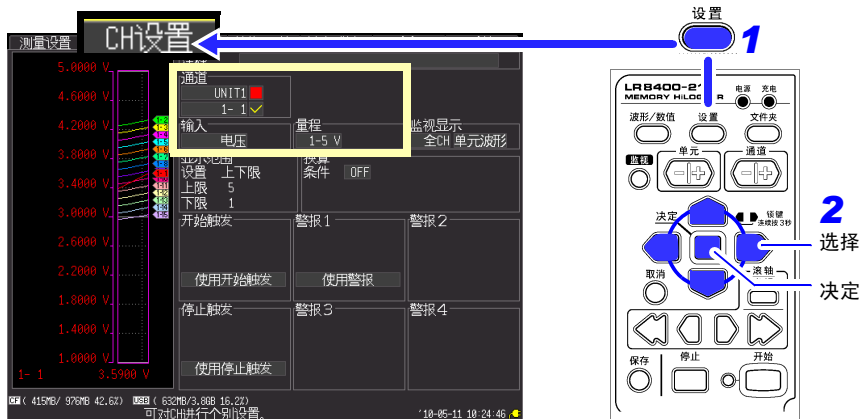 设置
1
测量设置 CH设置
通道
UNIT1
1- 1
输入
电压
量程
1-5 V
监视显示
全CH 单元波形
显示范围
设置 上下限
上限 5
下限 1
换算
条件 OFF
开始触发
使用开始触发
警报1
使用警报
警报2
停止触发
使用停止触发
警报3
警报4
5.0000 V
4.6000 V
4.2000 V
3.8000 V
3.4000 V
3.0000 V
2.6000 V
2.2000 V
1.8000 V
1.4000 V
1.0000 V
1- 1 3.5900 V
CF ( 415MB/ 976MB 42.6%) USB ( 632MB/3.8GB 16.2%)
可对CH进行个别设置。 '10-05-11 10:24:46
LR8400-2
MEMORY HiLOGGER
电源 充电
波形/数值 设置 文件夹
监视 单元 通道
决定 锁键
连续按3秒
2
选择
决定
取消 滚轴
保存 停止 开始